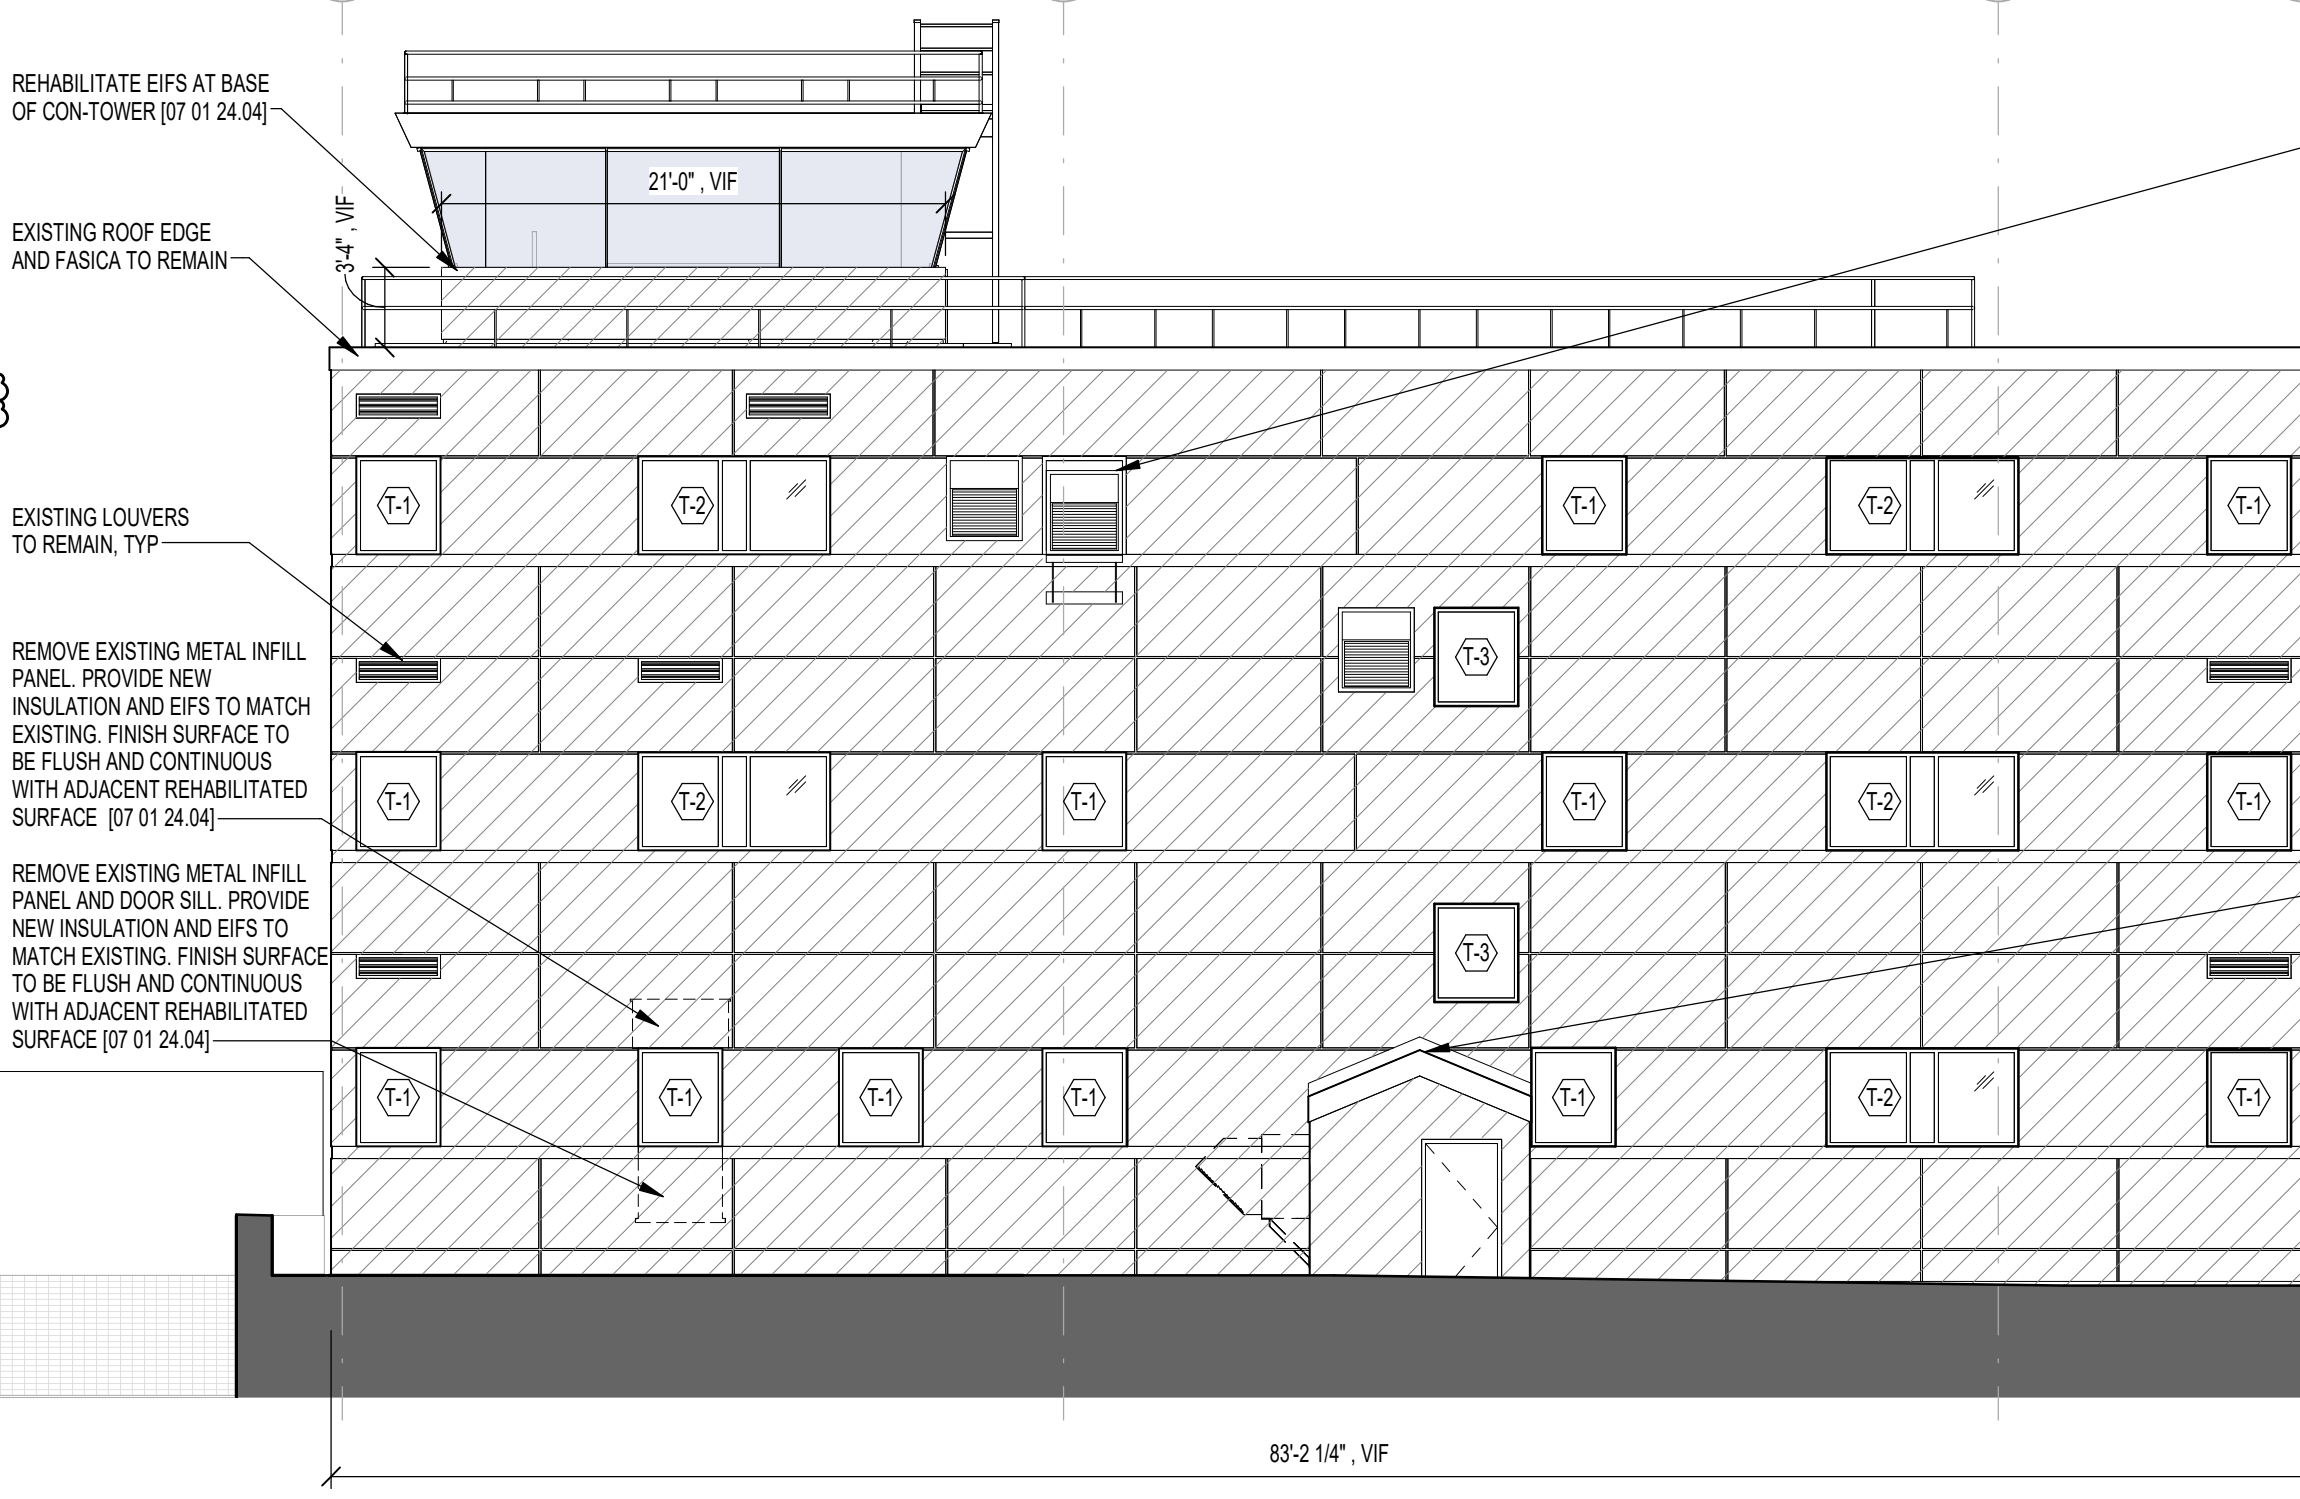 REHABILITATE EIFS AT BASE
OF CON-TOWER [07 01 24.04]
21'-0" , VIF
3'-4" , VIF
EXISTING ROOF EDGE
AND FASICA TO REMAIN
T-1
T-2
T-1
T-2
T-1
EXISTING LOUVERS
TO REMAIN, TYP
T-3
REMOVE EXISTING METAL INFILL
PANEL. PROVIDE NEW
INSULATION AND EIFS TO MATCH
EXISTING. FINISH SURFACE TO
BE FLUSH AND CONTINUOUS
WITH ADJACENT REHABILITATED
SURFACE [07 01 24.04]
T-1
T-2
T-1
T-1
T-2
T-1
REMOVE EXISTING METAL INFILL
PANEL AND DOOR SILL. PROVIDE
NEW INSULATION AND EIFS TO
MATCH EXISTING. FINISH SURFACE
TO BE FLUSH AND CONTINUOUS
WITH ADJACENT REHABILITATED
SURFACE [07 01 24.04]
T-3
T-1
T-1
T-1
T-1
T-1
T-2
T-1
83'-2 1/4" , VIF